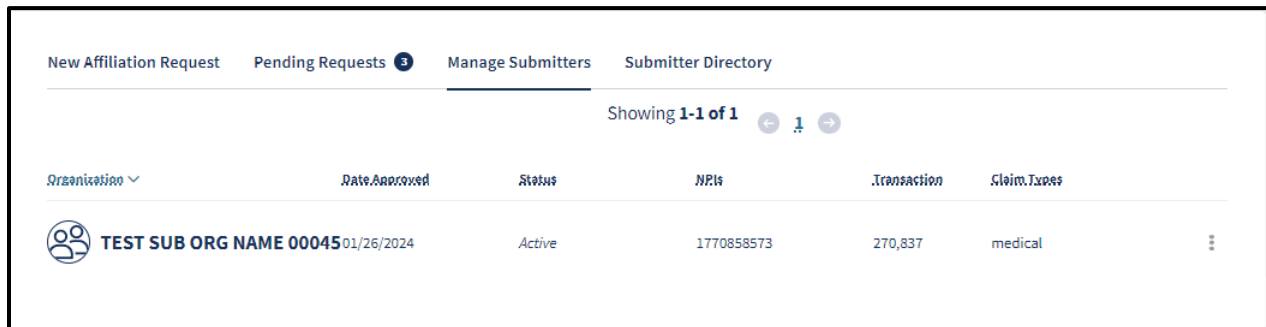 New Affiliation Request Pending Requests 3 Manage Submitters Submitter Directory
Showing 1-1 of 1 1
Organization Date Approved Status NPIs Transaction Claim Types
TEST SUB ORG NAME 00045 01/26/2024 Active 1770858573 270,837 medical